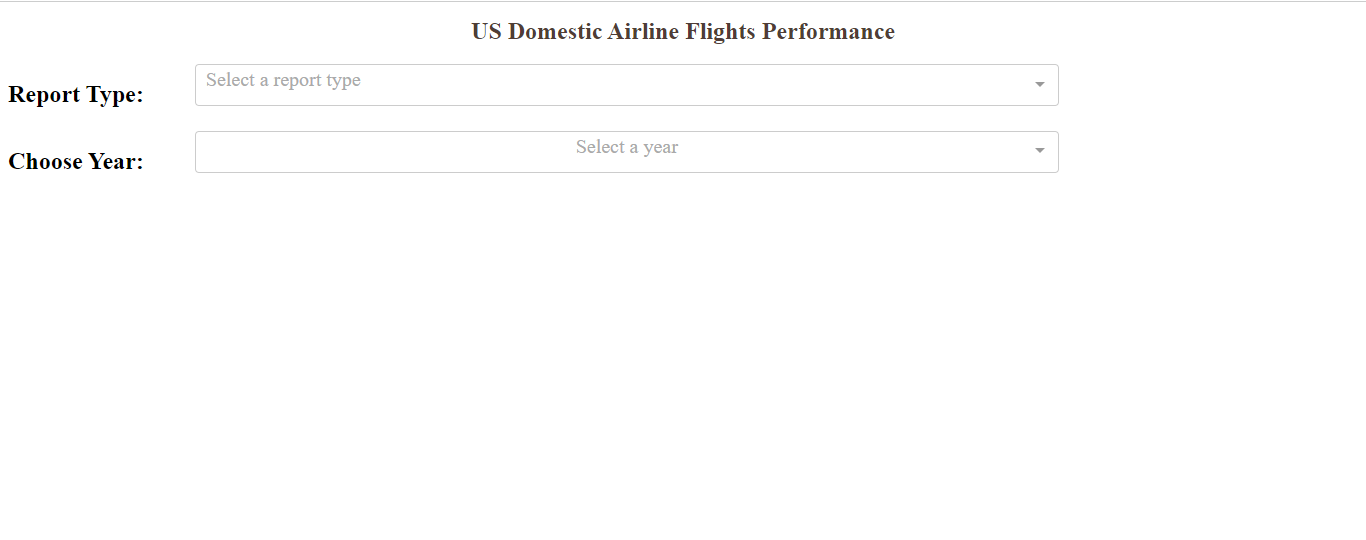 US Domestic Airline Flights Performance
Report Type:
Select a report type
Choose Year:
Select a year